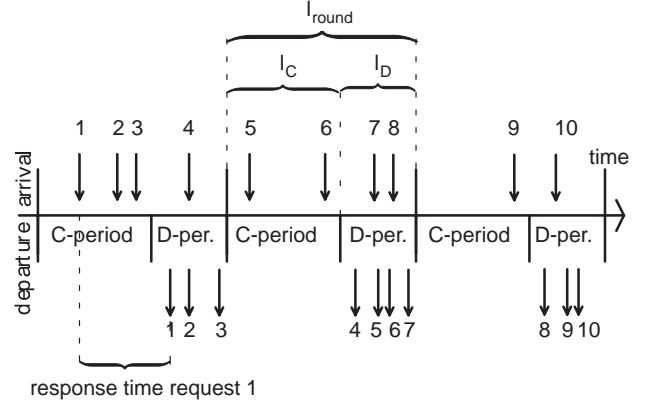 I_round
I_C I_D
1 2 3 4 5 6 7 8 9 10
time
arrival
departure
C-period D-per. C-period D-per. C-period D-per.
1 2 3 4 5 6 7 8 9 10
response time request 1